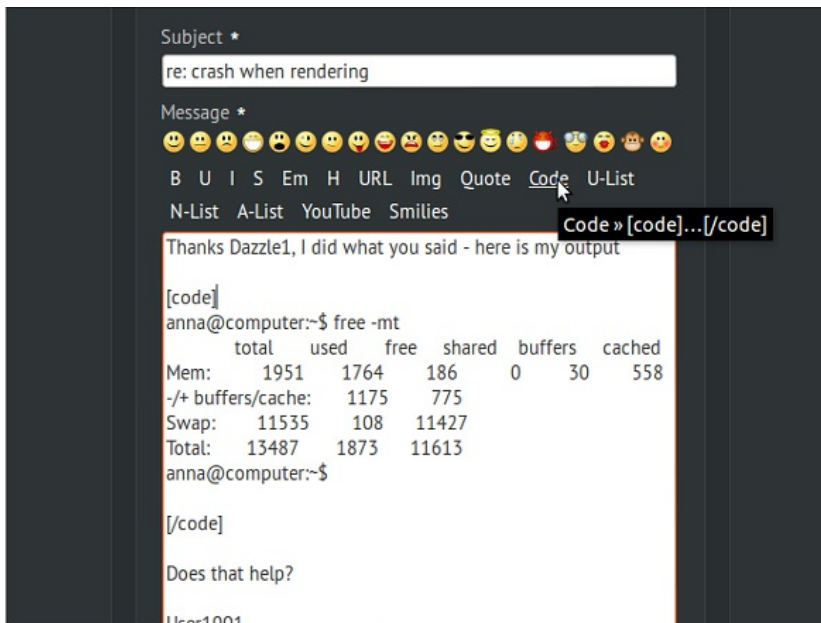 Subject *
re: crash when rendering
Message *
B U I S Em H URL Img Quote Code U-List
N-List A-List YouTube Smilies
Code » [code]...[/code]
Thanks Dazzle1, I did what you said - here is my output
[code]
anna@computer:~$ free -mt
total used free shared buffers cached
Mem: 1951 1764 186 0 30 558
-/+ buffers/cache: 1175 775
Swap: 11535 108 11427
Total: 13487 1873 11613
anna@computer:~$
[/code]
Does that help?
User1001